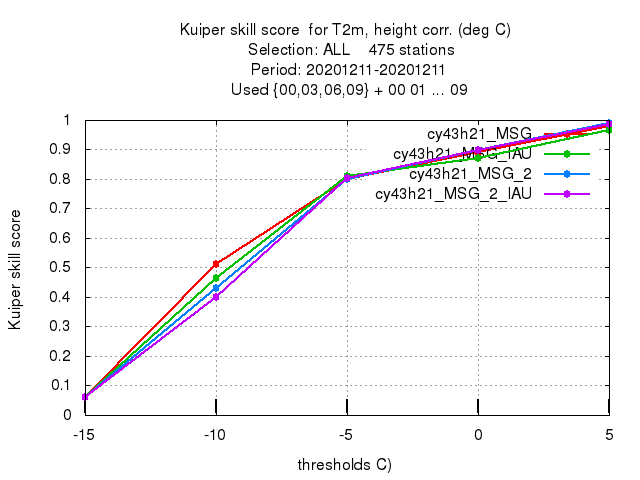 Kuiper skill score  for T2m, height corr. (deg C)
Selection: ALL    475 stations
Period: 20201211-20201211
Used {00,03,06,09} + 00 01 ... 09
cy43h21_MSG
cy43h21_MSG_IAU
cy43h21_MSG_2
cy43h21_MSG_2_IAU
Kuiper skill score
1
0.9
0.8
0.7
0.6
0.5
0.4
0.3
0.2
0.1
0
-15 -10 -5 0 5
thresholds C)